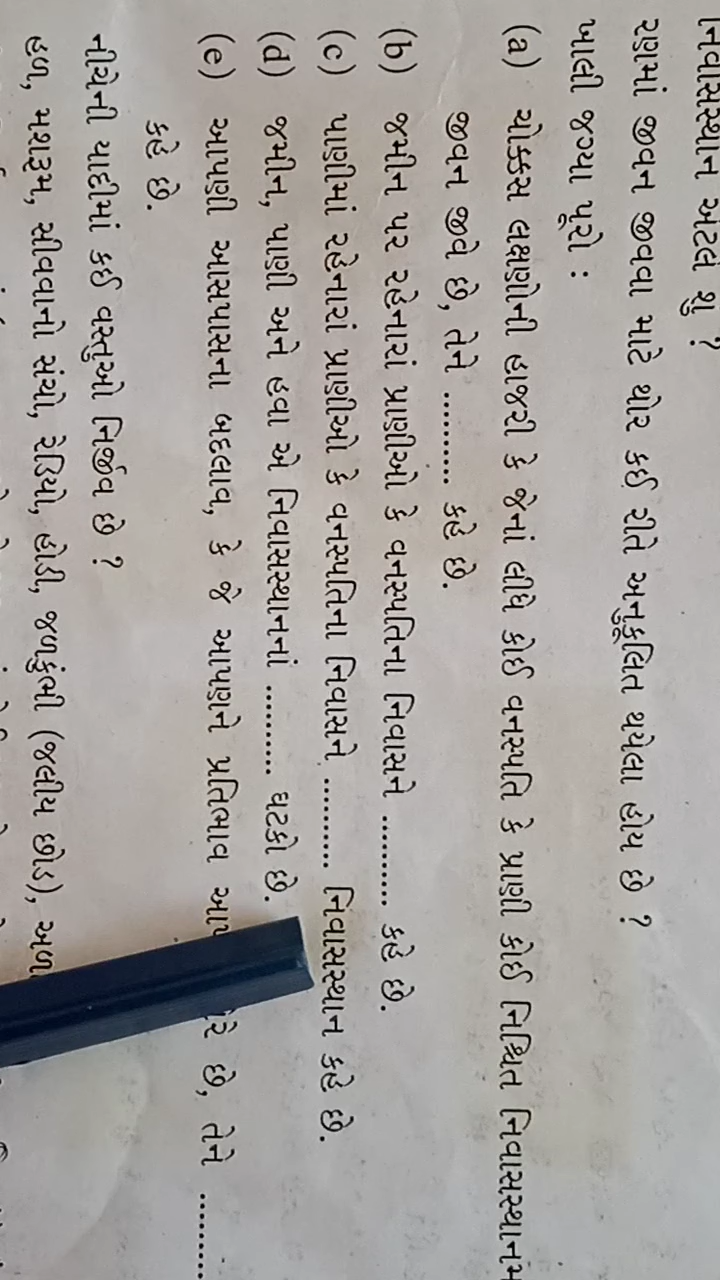 નિવાસસ્થાન એટલે શું ?
રણમાં જીવન જીવવા માટે થોર કઈ રીતે અનુકૂલિત થયેલા હોય છે ?
ખાલી જગ્યા પૂરો :
(a) ચોક્કસ લક્ષણોની હાજરી કે જેનાં લીધે કોઈ વનસ્પતિ કે પ્રાણી કોઈ નિશ્ચિત
જીવન જીવે છે, તેને .......... કહે છે.
(b) જમીન પર રહેનારાં પ્રાણીઓ કે વનસ્પતિના નિવાસને .......... કહે છે.
(c) પાણીમાં રહેનારાં પ્રાણીઓ કે વનસ્પતિના નિવાસને .......... નિવાસસ્થાન કહે છે.
(d) જમીન, પાણી અને હવા એ નિવાસસ્થાનનાં .......... ઘટકો છે.
(e) આપણી આસપાસના બદલાવ, કે જે આપણને પ્રતિભાવ છે, તેને ..........
કહે છે.
નીચેની યાદીમાં કઈ વસ્તુઓ નિર્જીવ છે ?
હળ, મશરૂમ, સીવવાનો સંચો, રેડિયો, હોડી, જળકુંભી (જલીય છોડ),